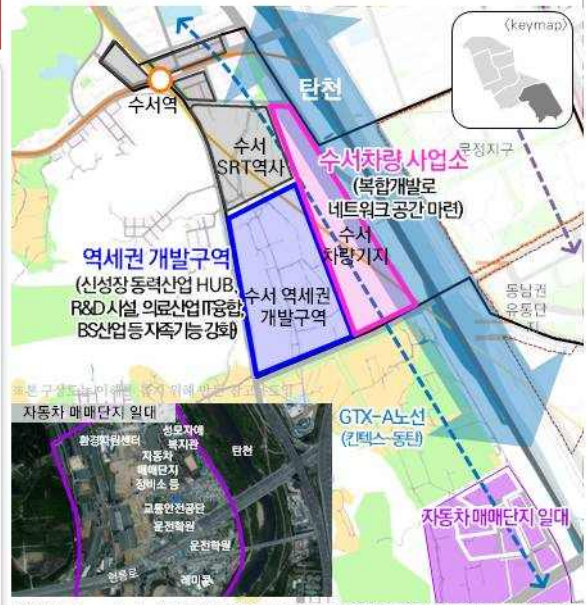 〈keymap〉
탄천
수서역
수서
SRT역사
수서차량 사업소
(복합개발로
네트워크 공간 마련)
문정지구
수서
차량기지
역세권 개발구역
(신성장 동력산업 HUB,
R&D 시설, 의료산업 IT융합,
BS산업 등 자족기능 강화)
수서 역세권
개발구역
동남권
유통단
지
GTX-A노선
(킨텍스-동탄)
자동차 매매단지 일대
자동차 매매단지 일대
환경자원센터
성모자애
복지관
탄천
자동차
매매단지
정비소 등
교통안전공단
운전학원
운전학원
헌릉로
레미콘